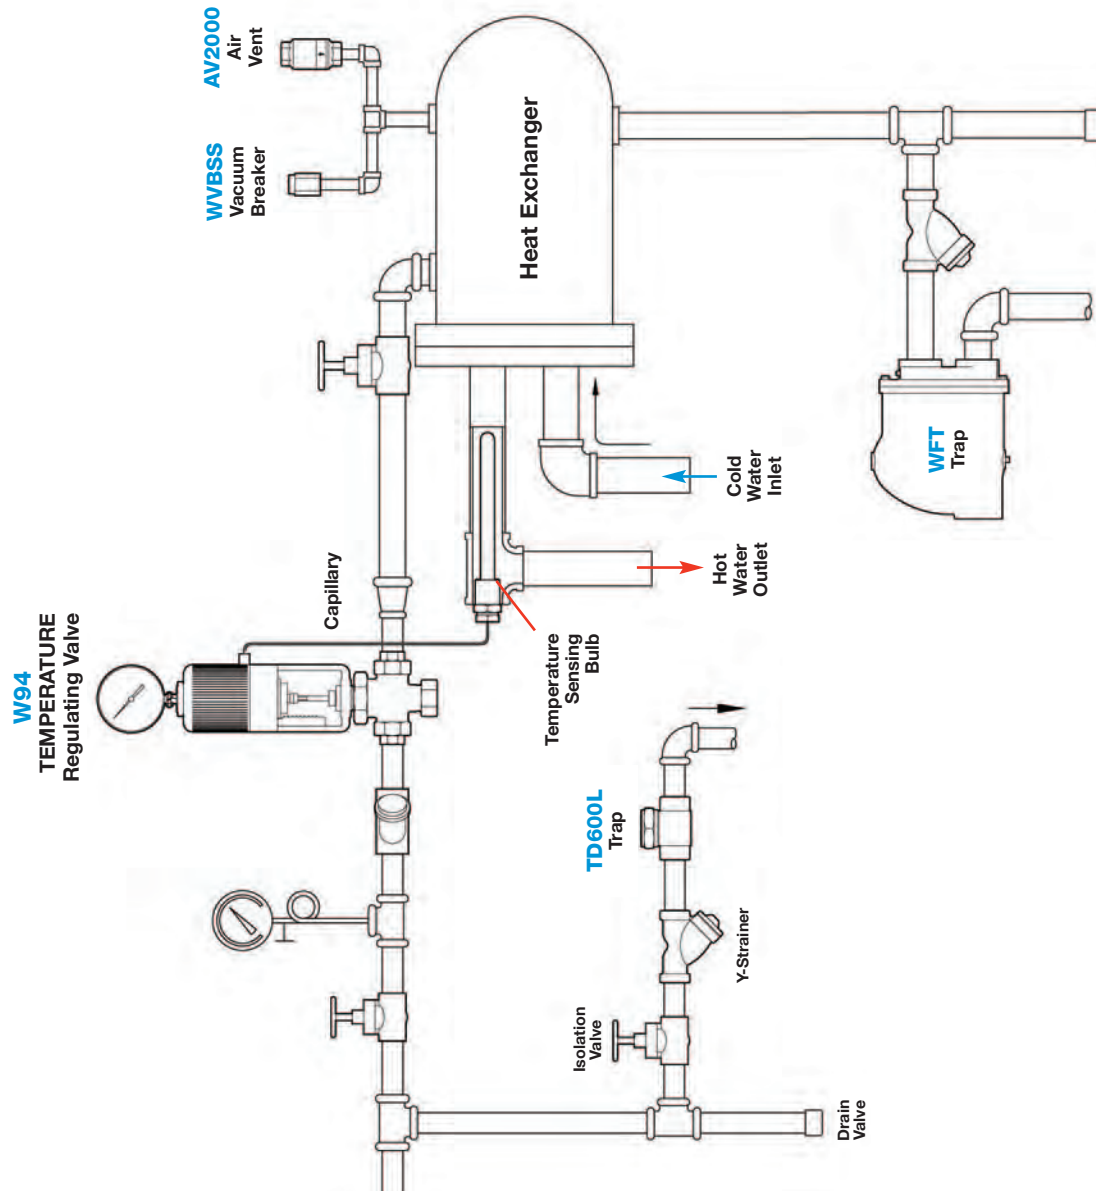 AV2000
Air
Vent
WVBSS
Vacuum
Breaker
Heat Exchanger
W94
TEMPERATURE
Regulating Valve
Capillary
Cold
Water
Inlet
Hot
Water
Outlet
WFT
Trap
Temperature
Sensing
Bulb
TD600L
Trap
Y-Strainer
Isolation
Valve
Drain
Valve